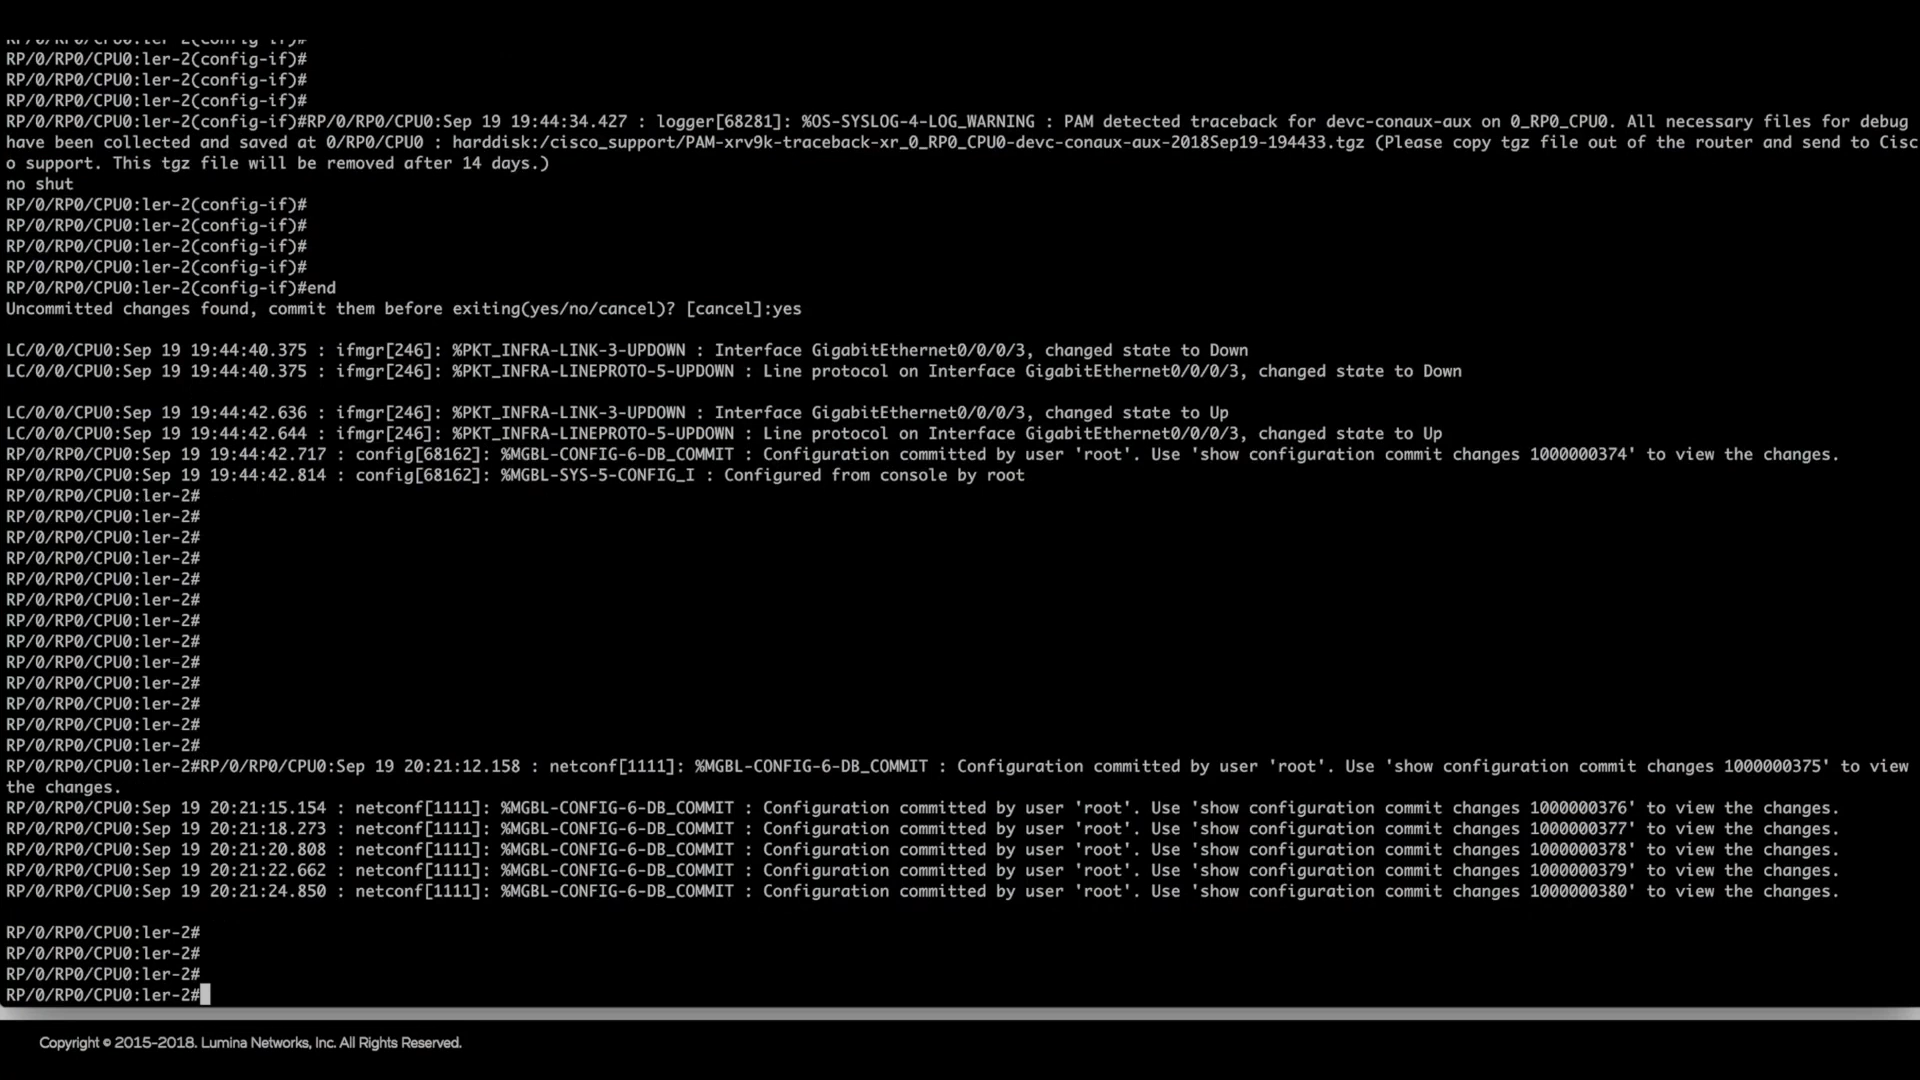 RP/0/RP0/CPU0:ler-2(config-if)#
RP/0/RP0/CPU0:ler-2(config-if)#
RP/0/RP0/CPU0:ler-2(config-if)#
RP/0/RP0/CPU0:ler-2(config-if)#
RP/0/RP0/CPU0:ler-2(config-if)#RP/0/RP0/CPU0:Sep 19 19:44:34.427 : logger[68281]: %OS-SYSLOG-4-LOG_WARNING : PAM detected traceback for devc-conaux-aux on 0_RP0_CPU0. All necessary files for debug
have been collected and saved at 0/RP0/CPU0 : harddisk:/cisco_support/PAM-xrv9k-traceback-xr_0_RP0_CPU0-devc-conaux-aux-2018Sep19-194433.tgz (Please copy tgz file out of the router and send to Cisc
o support. This tgz file will be removed after 14 days.)
no shut
RP/0/RP0/CPU0:ler-2(config-if)#
RP/0/RP0/CPU0:ler-2(config-if)#
RP/0/RP0/CPU0:ler-2(config-if)#
RP/0/RP0/CPU0:ler-2(config-if)#
RP/0/RP0/CPU0:ler-2(config-if)#end
Uncommitted changes found, commit them before exiting(yes/no/cancel)? [cancel]:yes
LC/0/0/CPU0:Sep 19 19:44:40.375 : ifmgr[246]: %PKT_INFRA-LINK-3-UPDOWN : Interface GigabitEthernet0/0/0/3, changed state to Down
LC/0/0/CPU0:Sep 19 19:44:40.375 : ifmgr[246]: %PKT_INFRA-LINEPROTO-5-UPDOWN : Line protocol on Interface GigabitEthernet0/0/0/3, changed state to Down
LC/0/0/CPU0:Sep 19 19:44:42.636 : ifmgr[246]: %PKT_INFRA-LINK-3-UPDOWN : Interface GigabitEthernet0/0/0/3, changed state to Up
LC/0/0/CPU0:Sep 19 19:44:42.644 : ifmgr[246]: %PKT_INFRA-LINEPROTO-5-UPDOWN : Line protocol on Interface GigabitEthernet0/0/0/3, changed state to Up
RP/0/RP0/CPU0:Sep 19 19:44:42.717 : config[68162]: %MGBL-CONFIG-6-DB_COMMIT : Configuration committed by user 'root'. Use 'show configuration commit changes 1000000374' to view the changes.
RP/0/RP0/CPU0:Sep 19 19:44:42.814 : config[68162]: %MGBL-SYS-5-CONFIG_I : Configured from console by root
RP/0/RP0/CPU0:ler-2#
RP/0/RP0/CPU0:ler-2#
RP/0/RP0/CPU0:ler-2#
RP/0/RP0/CPU0:ler-2#
RP/0/RP0/CPU0:ler-2#
RP/0/RP0/CPU0:ler-2#
RP/0/RP0/CPU0:ler-2#
RP/0/RP0/CPU0:ler-2#
RP/0/RP0/CPU0:ler-2#
RP/0/RP0/CPU0:ler-2#
RP/0/RP0/CPU0:ler-2#
RP/0/RP0/CPU0:ler-2#
RP/0/RP0/CPU0:ler-2#
RP/0/RP0/CPU0:ler-2#RP/0/RP0/CPU0:Sep 19 20:21:12.158 : netconf[1111]: %MGBL-CONFIG-6-DB_COMMIT : Configuration committed by user 'root'. Use 'show configuration commit changes 1000000375' to view
the changes.
RP/0/RP0/CPU0:Sep 19 20:21:15.154 : netconf[1111]: %MGBL-CONFIG-6-DB_COMMIT : Configuration committed by user 'root'. Use 'show configuration commit changes 1000000376' to view the changes.
RP/0/RP0/CPU0:Sep 19 20:21:18.273 : netconf[1111]: %MGBL-CONFIG-6-DB_COMMIT : Configuration committed by user 'root'. Use 'show configuration commit changes 1000000377' to view the changes.
RP/0/RP0/CPU0:Sep 19 20:21:20.808 : netconf[1111]: %MGBL-CONFIG-6-DB_COMMIT : Configuration committed by user 'root'. Use 'show configuration commit changes 1000000378' to view the changes.
RP/0/RP0/CPU0:Sep 19 20:21:22.662 : netconf[1111]: %MGBL-CONFIG-6-DB_COMMIT : Configuration committed by user 'root'. Use 'show configuration commit changes 1000000379' to view the changes.
RP/0/RP0/CPU0:Sep 19 20:21:24.850 : netconf[1111]: %MGBL-CONFIG-6-DB_COMMIT : Configuration committed by user 'root'. Use 'show configuration commit changes 1000000380' to view the changes.
RP/0/RP0/CPU0:ler-2#
RP/0/RP0/CPU0:ler-2#
RP/0/RP0/CPU0:ler-2#
RP/0/RP0/CPU0:ler-2#
Copyright © 2015-2018. Lumina Networks, Inc. All Rights Reserved.